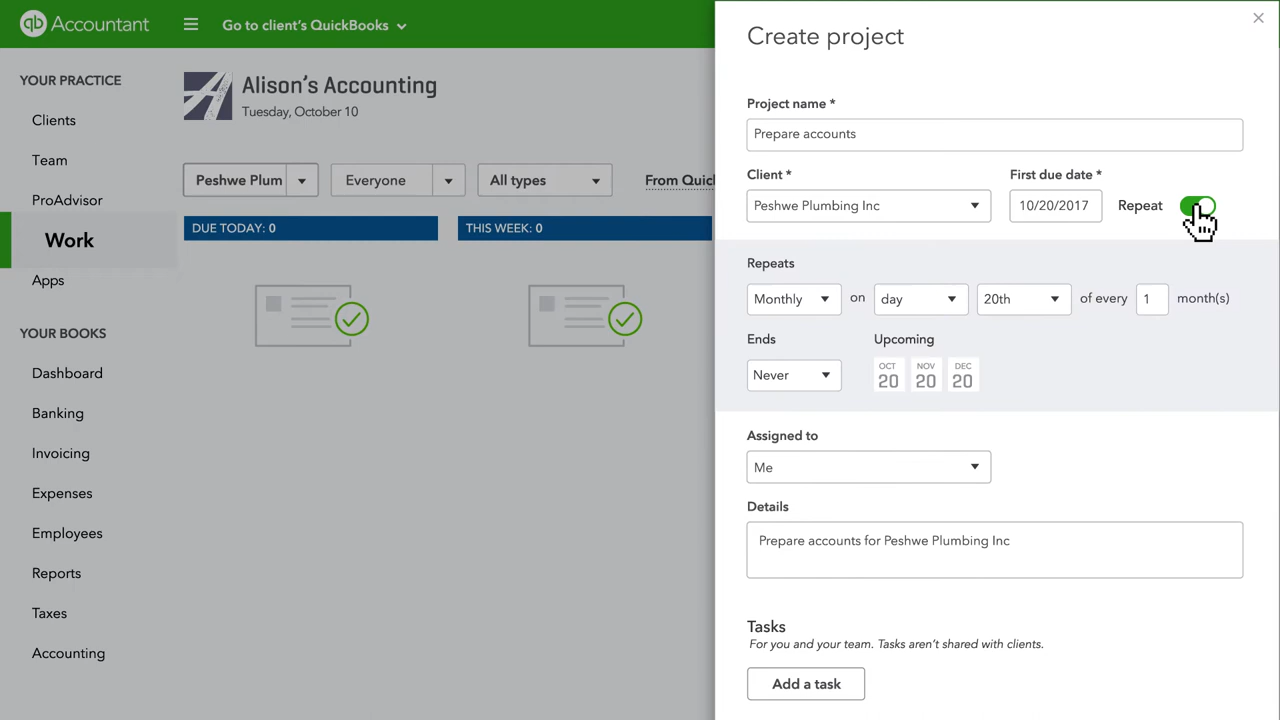 qb Accountant
Go to client's QuickBooks
YOUR PRACTICE
Clients
Team
ProAdvisor
Work
Apps
YOUR BOOKS
Dashboard
Banking
Invoicing
Expenses
Employees
Reports
Taxes
Accounting
Alison's Accounting
Tuesday, October 10
Peshwe Plum
Everyone
All types
From Quick
DUE TODAY: 0
THIS WEEK: 0
Create project
Project name *
Prepare accounts
Client *
First due date *
Peshwe Plumbing Inc
10/20/2017
Repeat
Repeats
Monthly on day 20th of every 1 month(s)
Ends
Upcoming
Never
OCT NOV DEC
20 20 20
Assigned to
Me
Details
Prepare accounts for Peshwe Plumbing Inc
Tasks
For you and your team. Tasks aren't shared with clients.
Add a task